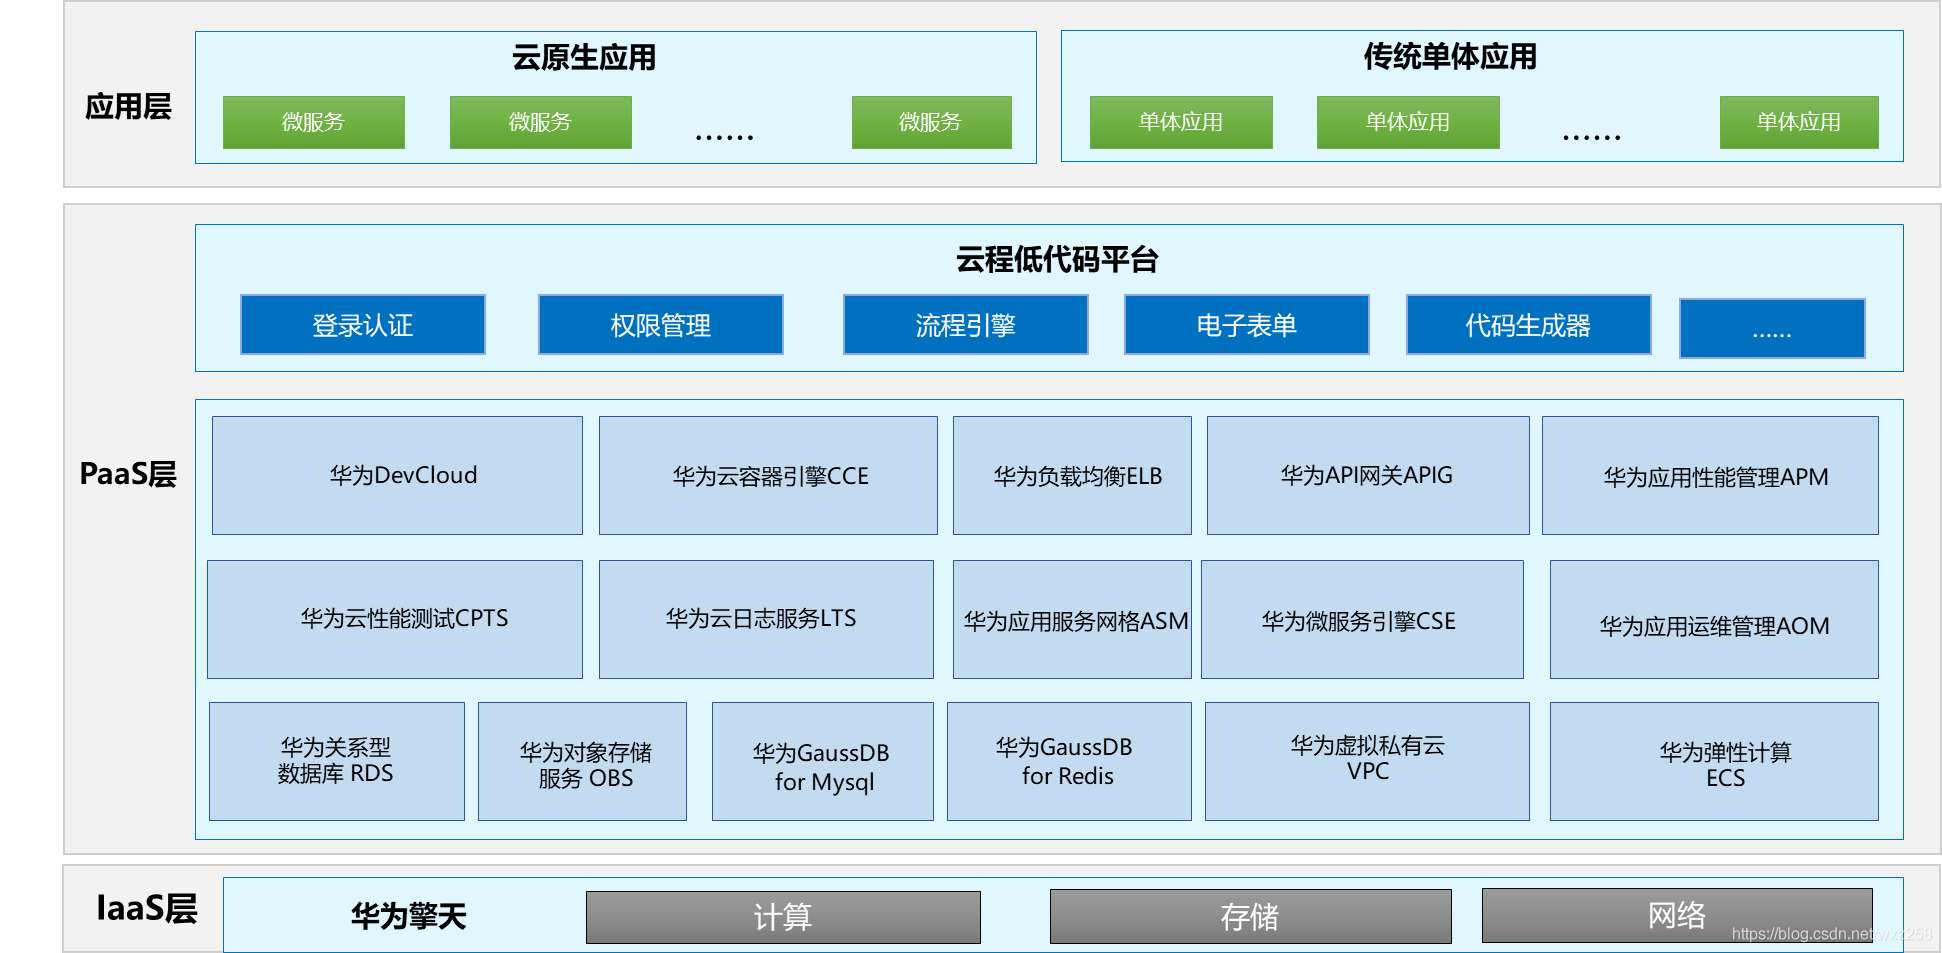 应用层
云原生应用
微服务
微服务
......
微服务
传统单体应用
单体应用
单体应用
......
单体应用
PaaS层
云程低代码平台
登录认证
权限管理
流程引擎
电子表单
代码生成器
......
华为DevCloud
华为云容器引擎CCE
华为负载均衡ELB
华为API网关APIG
华为应用性能管理APM
华为云性能测试CPTS
华为云日志服务LTS
华为应用服务网格ASM
华为微服务引擎CSE
华为应用运维管理AOM
华为关系型
数据库 RDS
华为对象存储
服务 OBS
华为GaussDB
for Mysql
华为GaussDB
for Redis
华为虚拟私有云
VPC
华为弹性计算
ECS
IaaS层
华为擎天
计算
存储
网络
https://blog.csdn.net/wxz258